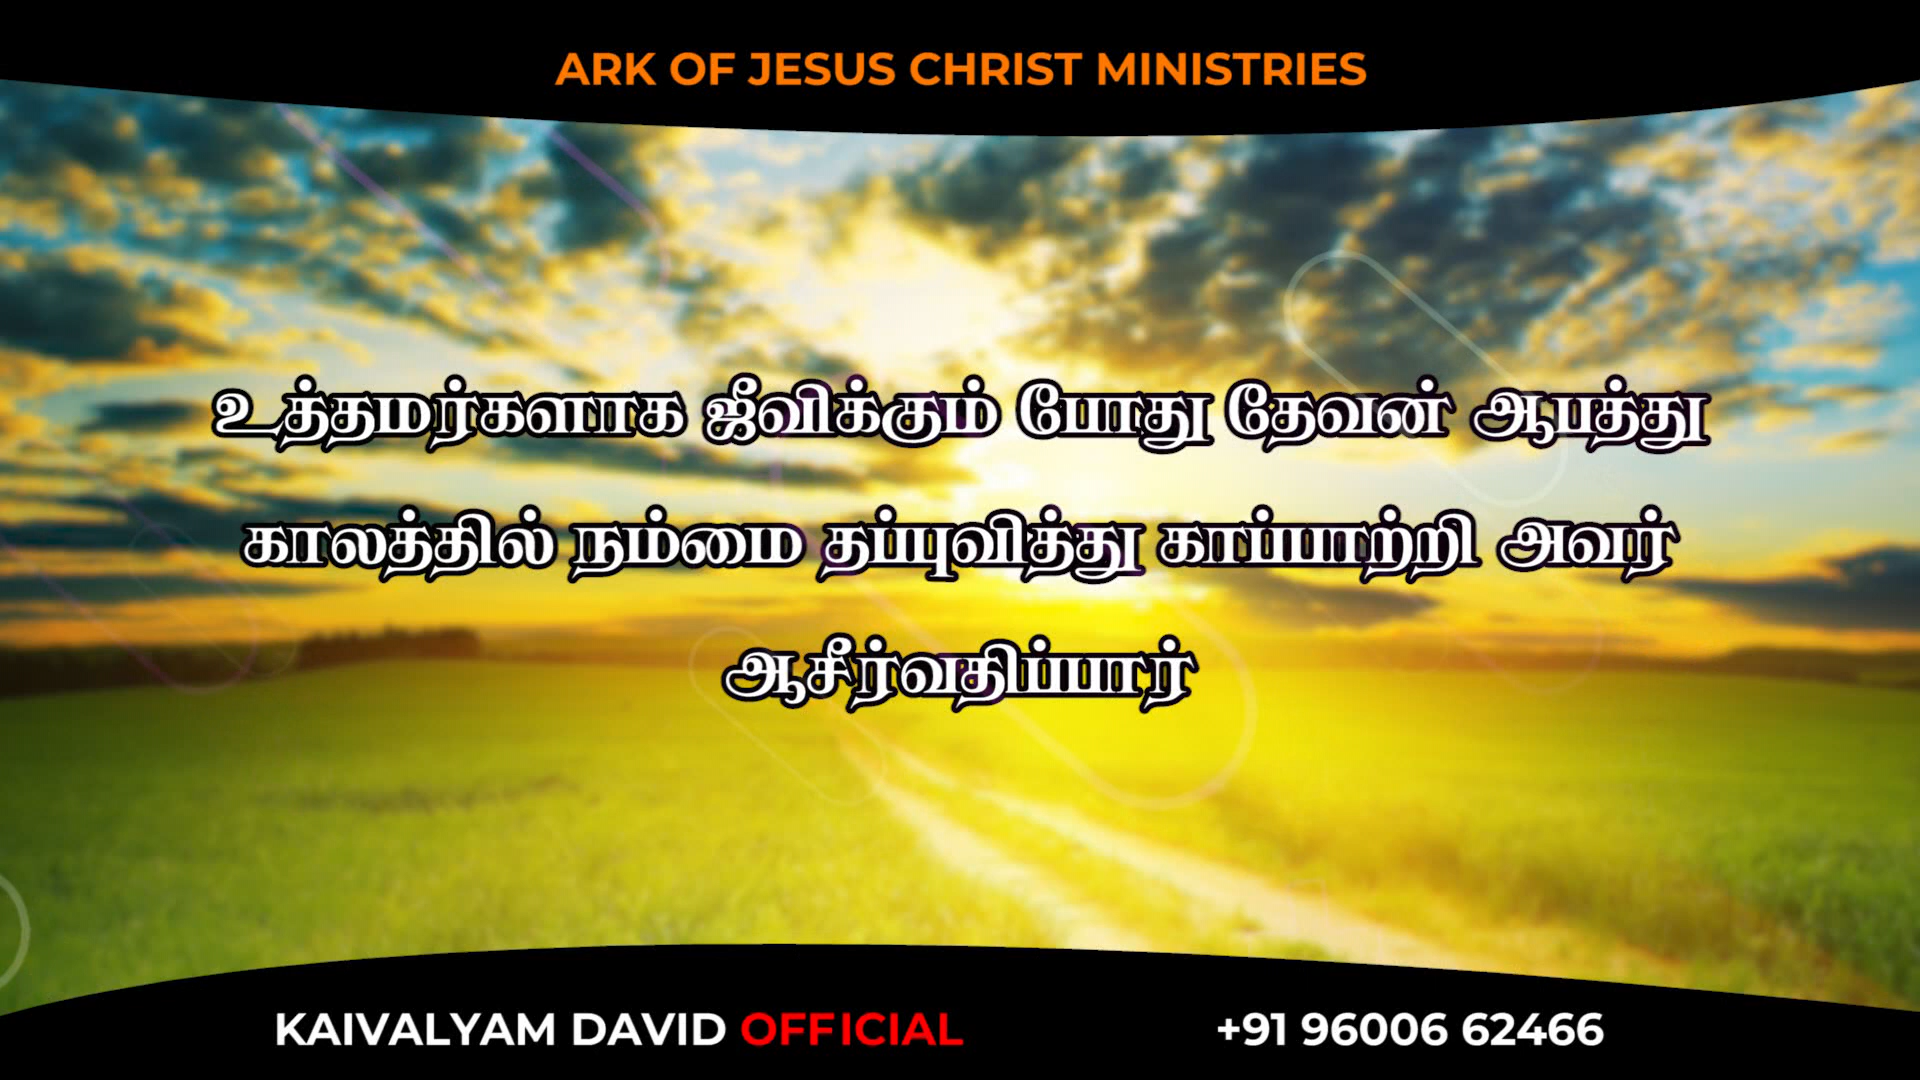 ARK OF JESUS CHRIST MINISTRIES
உத்தமர்களாக ஜீவிக்கும் போது தேவன் ஆபத்து
காலத்தில் நம்மை தப்புவித்து காப்பாற்றி அவர்
ஆசீர்வதிப்பார்
KAIVALYAM DAVID OFFICIAL +91 96006 62466